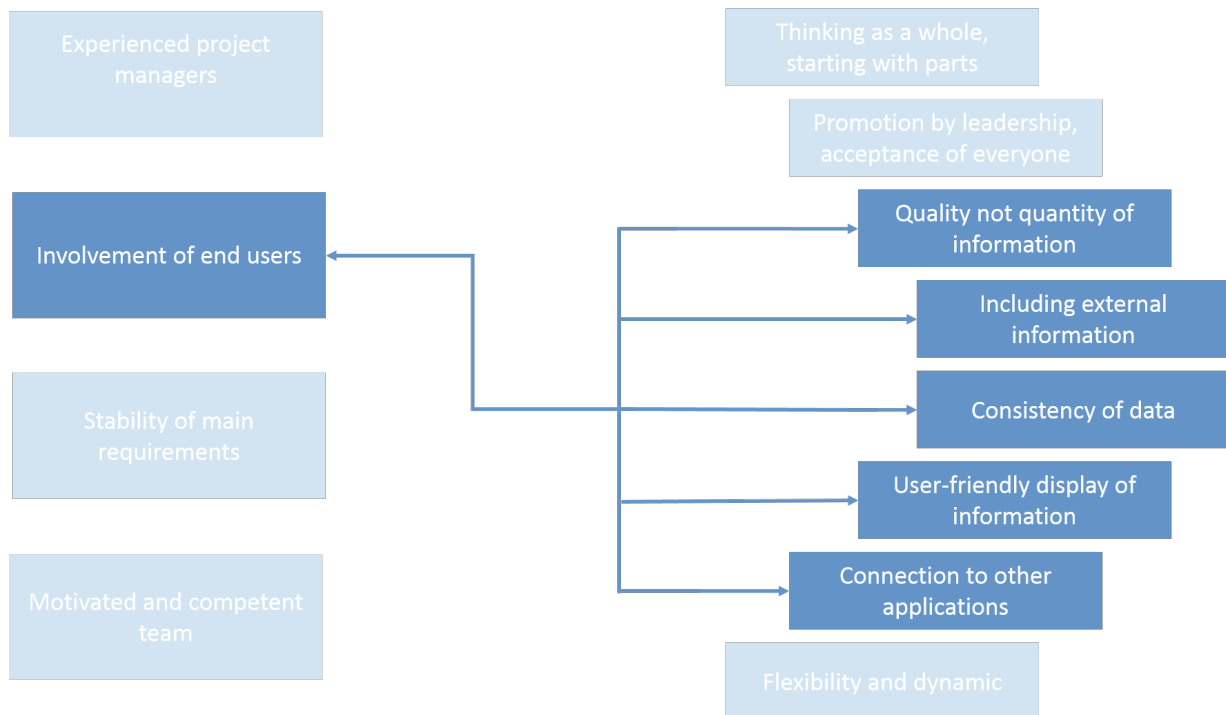 Experienced project
managers
Involvement of end users
Stability of main
requirements
Motivated and competent
team
Thinking as a whole,
starting with parts
Promotion by leadership,
acceptance of everyone
Quality not quantity of
information
Including external
information
Consistency of data
User-friendly display of
information
Connection to other
applications
Flexibility and dynamic